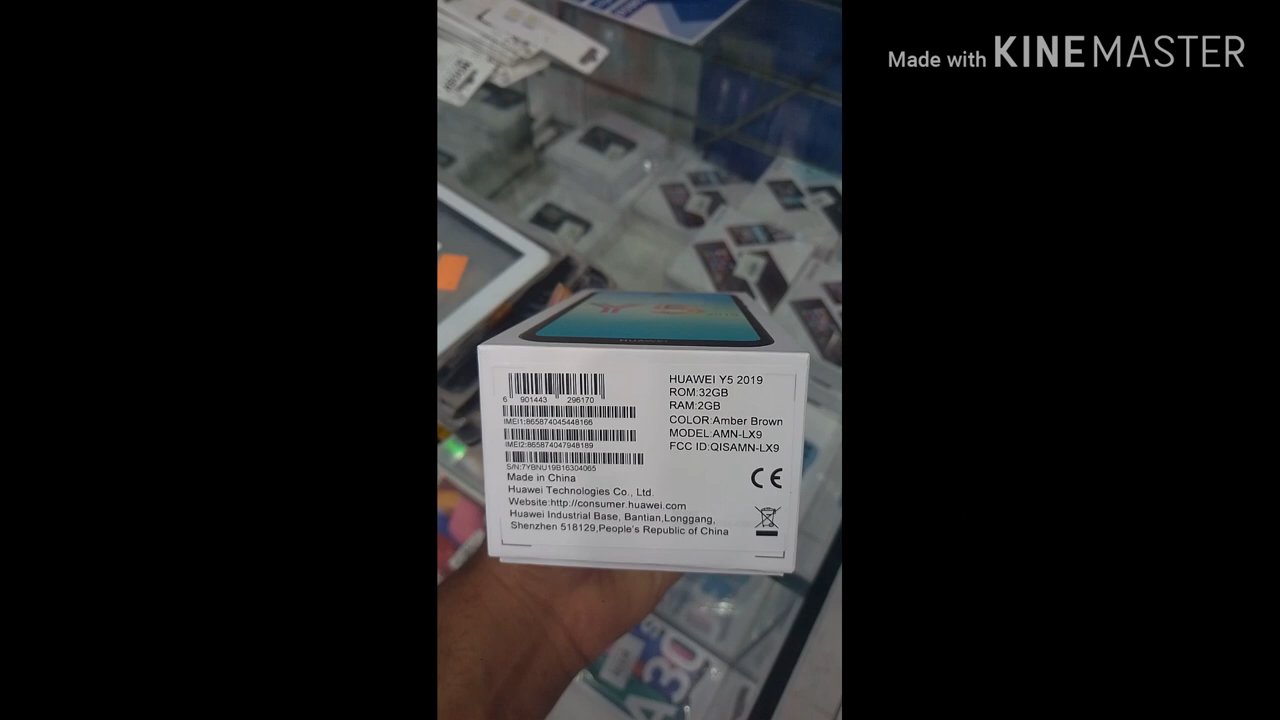 Made with KINEMASTER
Y5
HUAWEI Y5 2019
ROM:32GB
RAM:2GB
COLOR:Amber Brown
MODEL:AMN-LX9
FCC ID:QISAMN-LX9
6 901443 296170
IMEI1:865874045448166
IMEI2:865874047948189
S/N:7YBNU19B16304065
Made in China
Huawei Technologies Co., Ltd.
Website:http://consumer.huawei.com
Huawei Industrial Base, Bantian,Longgang,
Shenzhen 518129,People's Republic of China
CE
A30